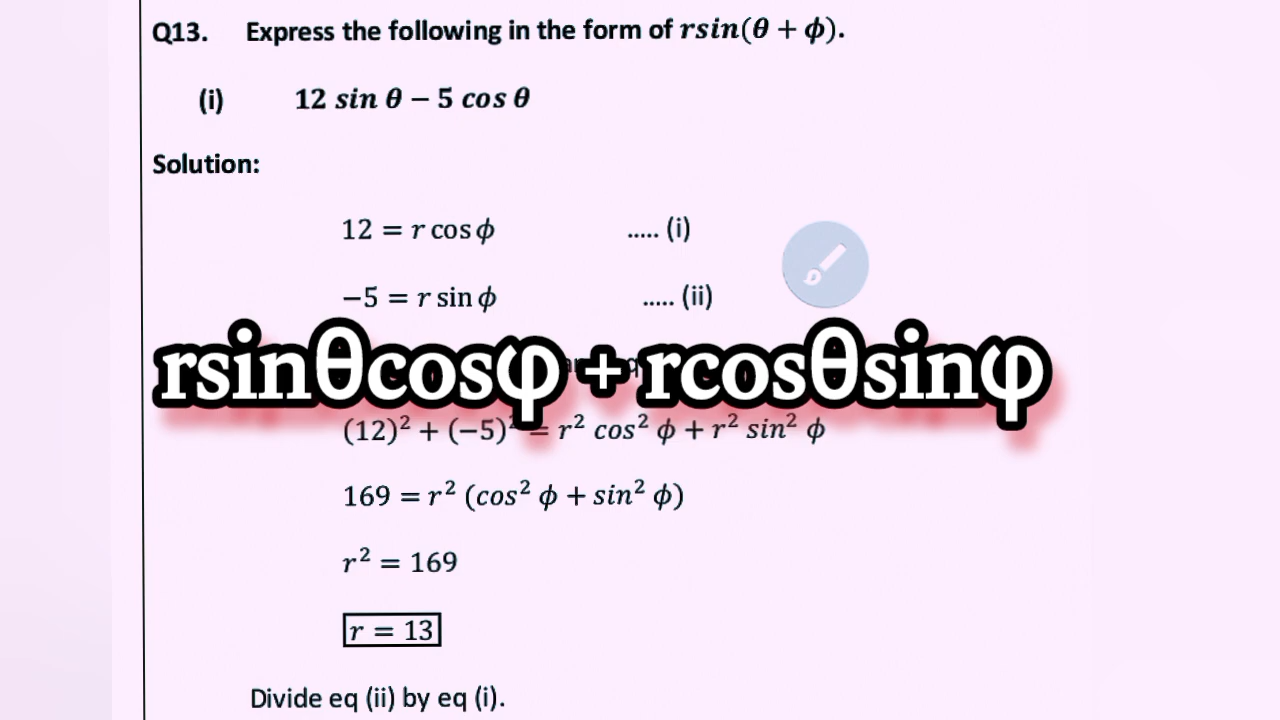 Q13. Express the following in the form of rsin(θ + ϕ).
(i) 12 sin θ − 5 cos θ
Solution:
12 = r cos ϕ ..... (i)
−5 = r sin ϕ ..... (ii)
rsinθcosφ + rcosθsinφ
(12)² + (−5)² = r² cos² ϕ + r² sin² ϕ
169 = r² (cos² ϕ + sin² ϕ)
r² = 169
r = 13
Divide eq (ii) by eq (i).